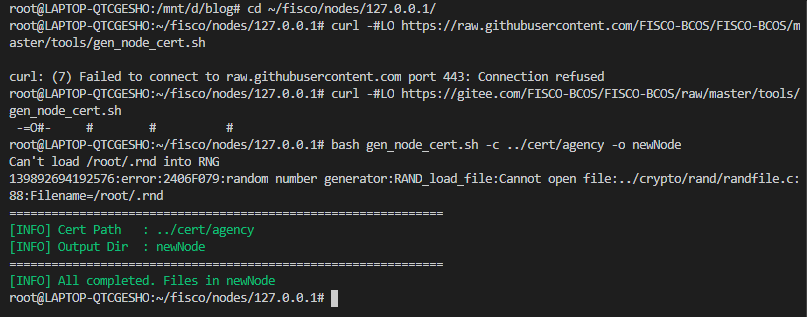 root@LAPTOP-QTCGESHO:/mnt/d/blog# cd ~/fisco/nodes/127.0.0.1/
root@LAPTOP-QTCGESHO:~/fisco/nodes/127.0.0.1# curl -#LO https://raw.githubusercontent.com/FISCO-BCOS/FISCO-BCOS/m
aster/tools/gen_node_cert.sh
curl: (7) Failed to connect to raw.githubusercontent.com port 443: Connection refused
root@LAPTOP-QTCGESHO:~/fisco/nodes/127.0.0.1# curl -#LO https://gitee.com/FISCO-BCOS/FISCO-BCOS/raw/master/tools/
gen_node_cert.sh
-=O#- # # #
root@LAPTOP-QTCGESHO:~/fisco/nodes/127.0.0.1# bash gen_node_cert.sh -c ../cert/agency -o newNode
Can't load /root/.rnd into RNG
139892694192576:error:2406F079:random number generator:RAND_load_file:Cannot open file:../crypto/rand/randfile.c:
88:Filename=/root/.rnd
==============================================================
[INFO] Cert Path : ../cert/agency
[INFO] Output Dir : newNode
==============================================================
[INFO] All completed. Files in newNode
root@LAPTOP-QTCGESHO:~/fisco/nodes/127.0.0.1#